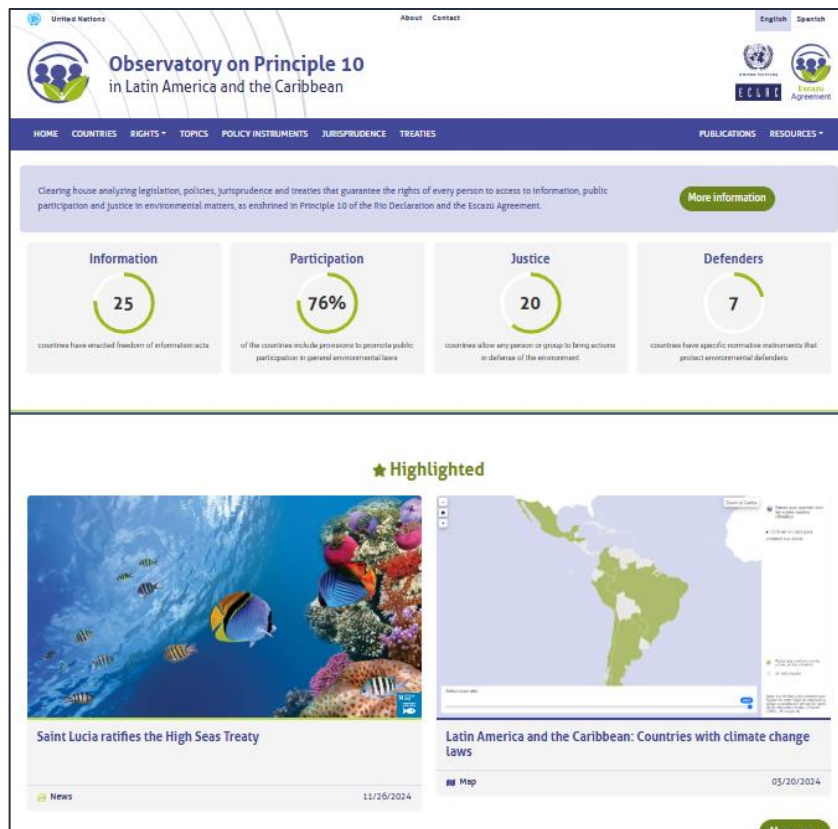 United Nations
About Contact
English Spanish
Observatory on Principle 10
in Latin America and the Caribbean
UNITED NATIONS
ECLAC
Escazú
Agreement
HOME COUNTRIES RIGHTS TOPICS POLICY INSTRUMENTS JURISPRUDENCE TREATIES PUBLICATIONS RESOURCES
Clearing house analyzing legislation, policies, jurisprudence and treaties that guarantee the rights of every person to access to information, public
participation and justice in environmental matters, as enshrined in Principle 10 of the Rio Declaration and the Escazú Agreement.
More information
Information
25
countries have enacted freedom of information acts
Participation
76%
of the countries include provisions to promote public
participation in general environmental laws
Justice
20
countries allow any person or group to bring actions
in defense of the environment
Defenders
7
countries have specific normative instruments that
protect environmental defenders
Highlighted
Saint Lucia ratifies the High Seas Treaty
News 11/26/2024
Latin America and the Caribbean: Countries with climate change
laws
Map 03/20/2024